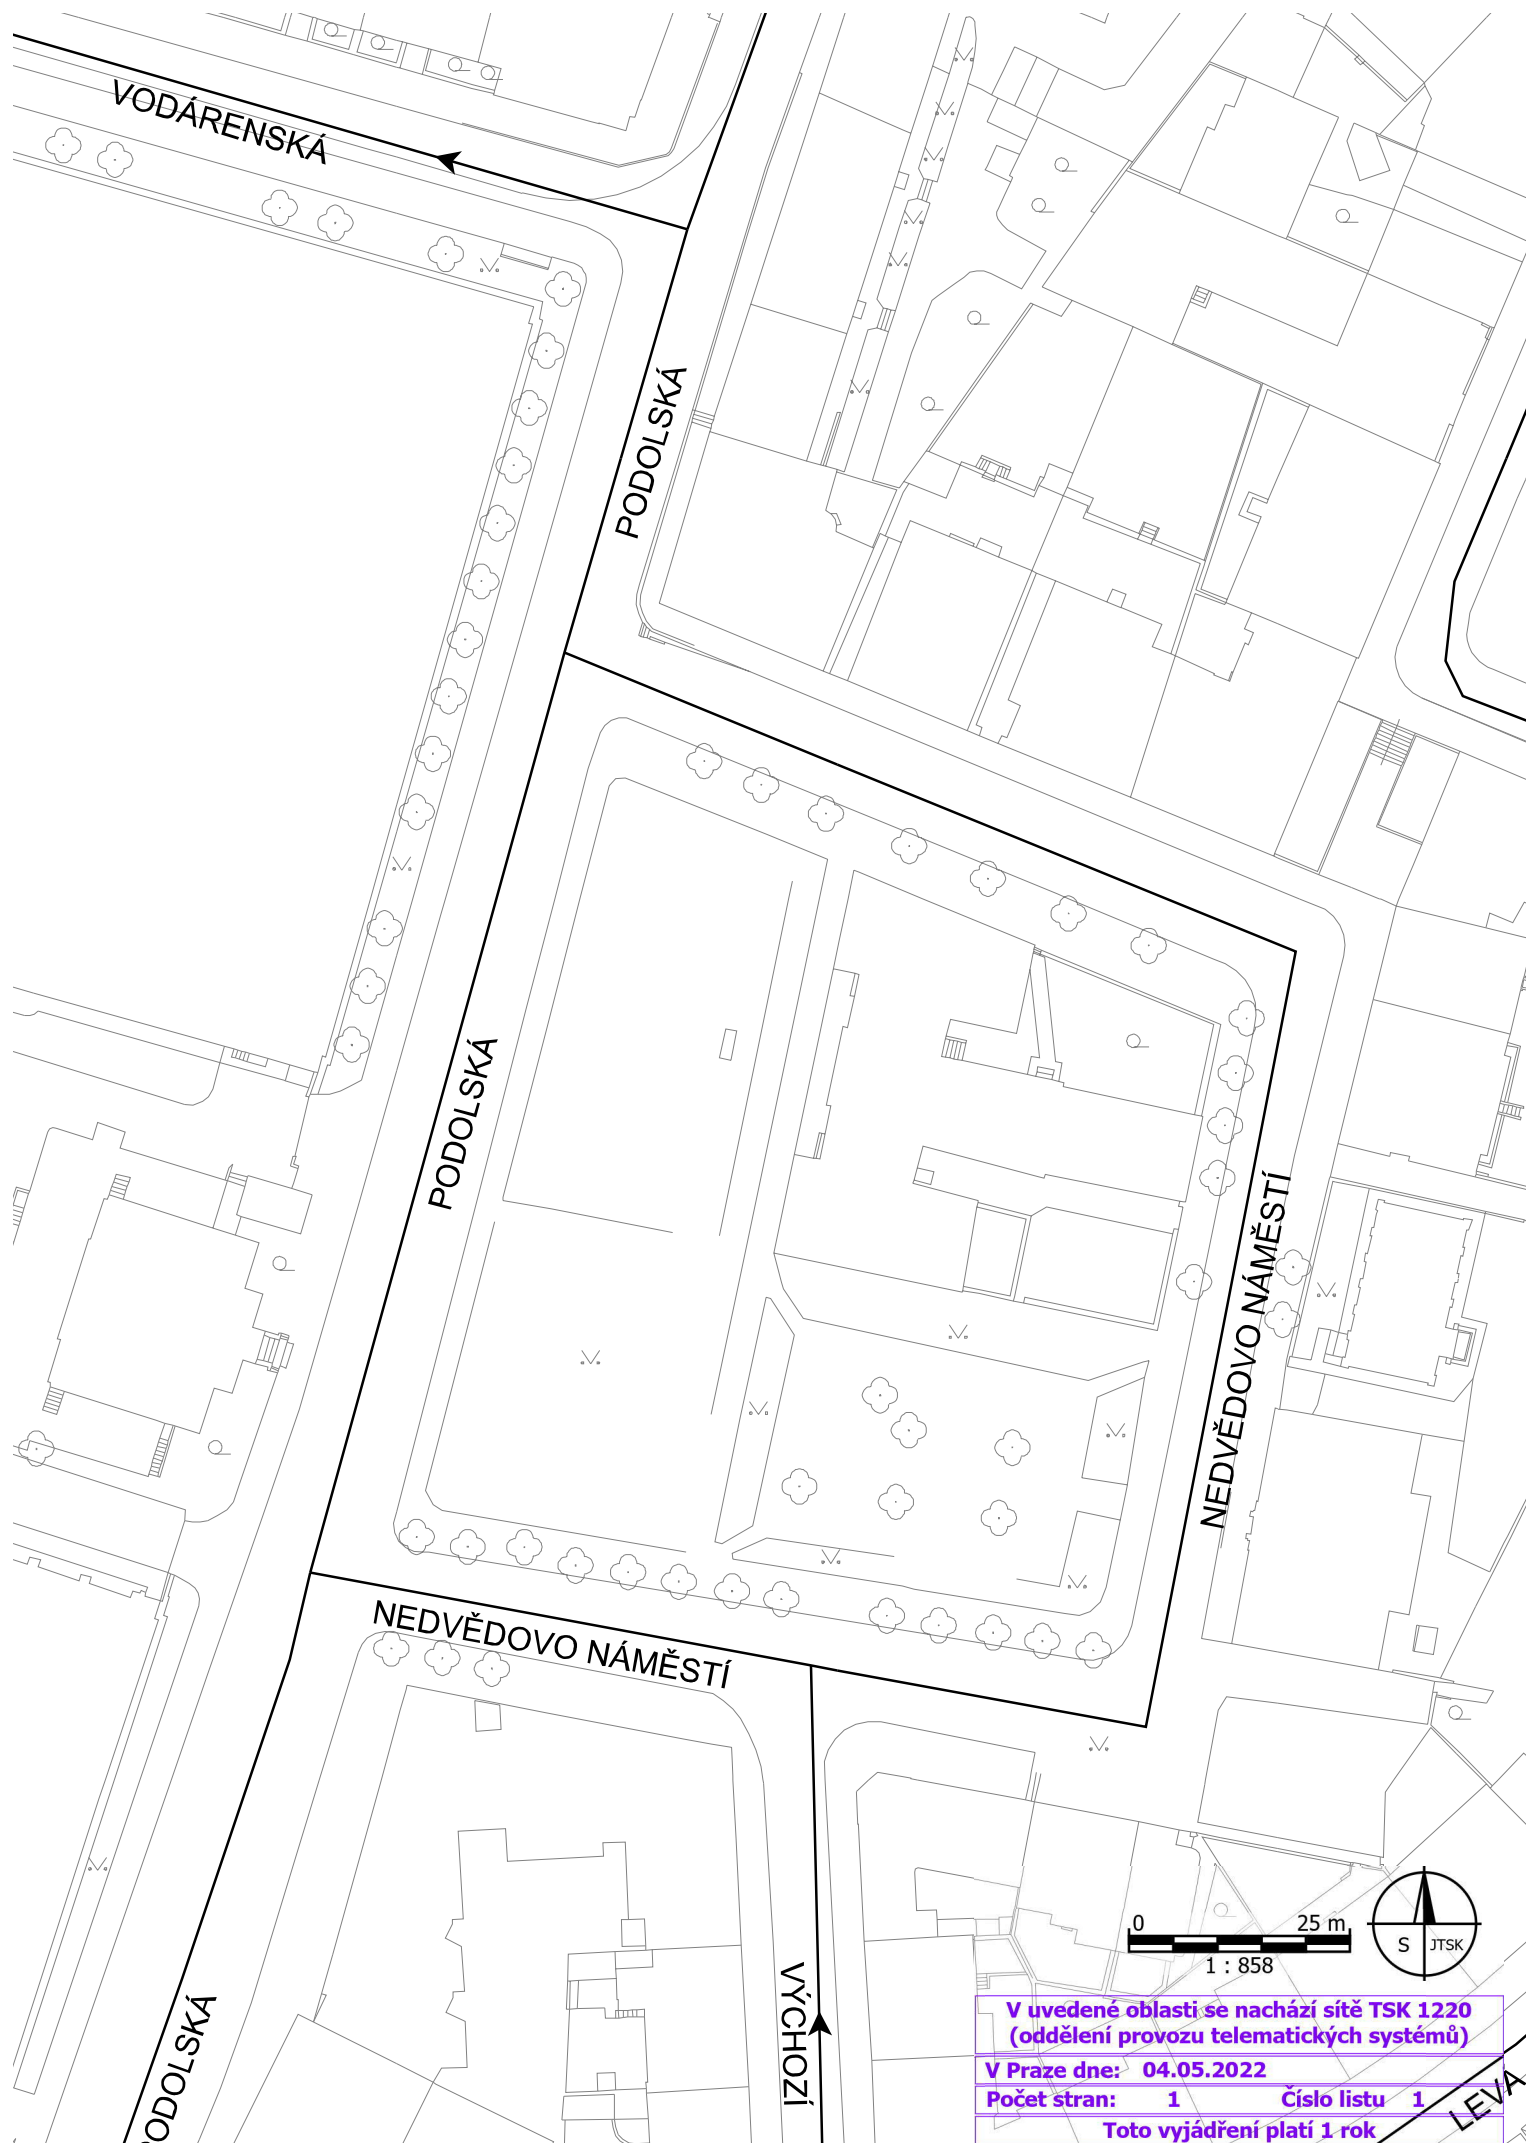 VODÁRENSKÁ
PODOLSKÁ
PODOLSKÁ
NEDVĚDOVO NÁMĚSTÍ
NEDVĚDOVO NÁMĚSTÍ
0 25 m
1 : 858
S JTSK
VÝCHOZÍ
PODOLSKÁ
V uvedené oblasti se nachází sítě TSK 1220
(oddělení provozu telematických systémů)
V Praze dne: 04.05.2022
Počet stran: 1 Číslo listu 1
LEVA
Toto vyjádření platí 1 rok